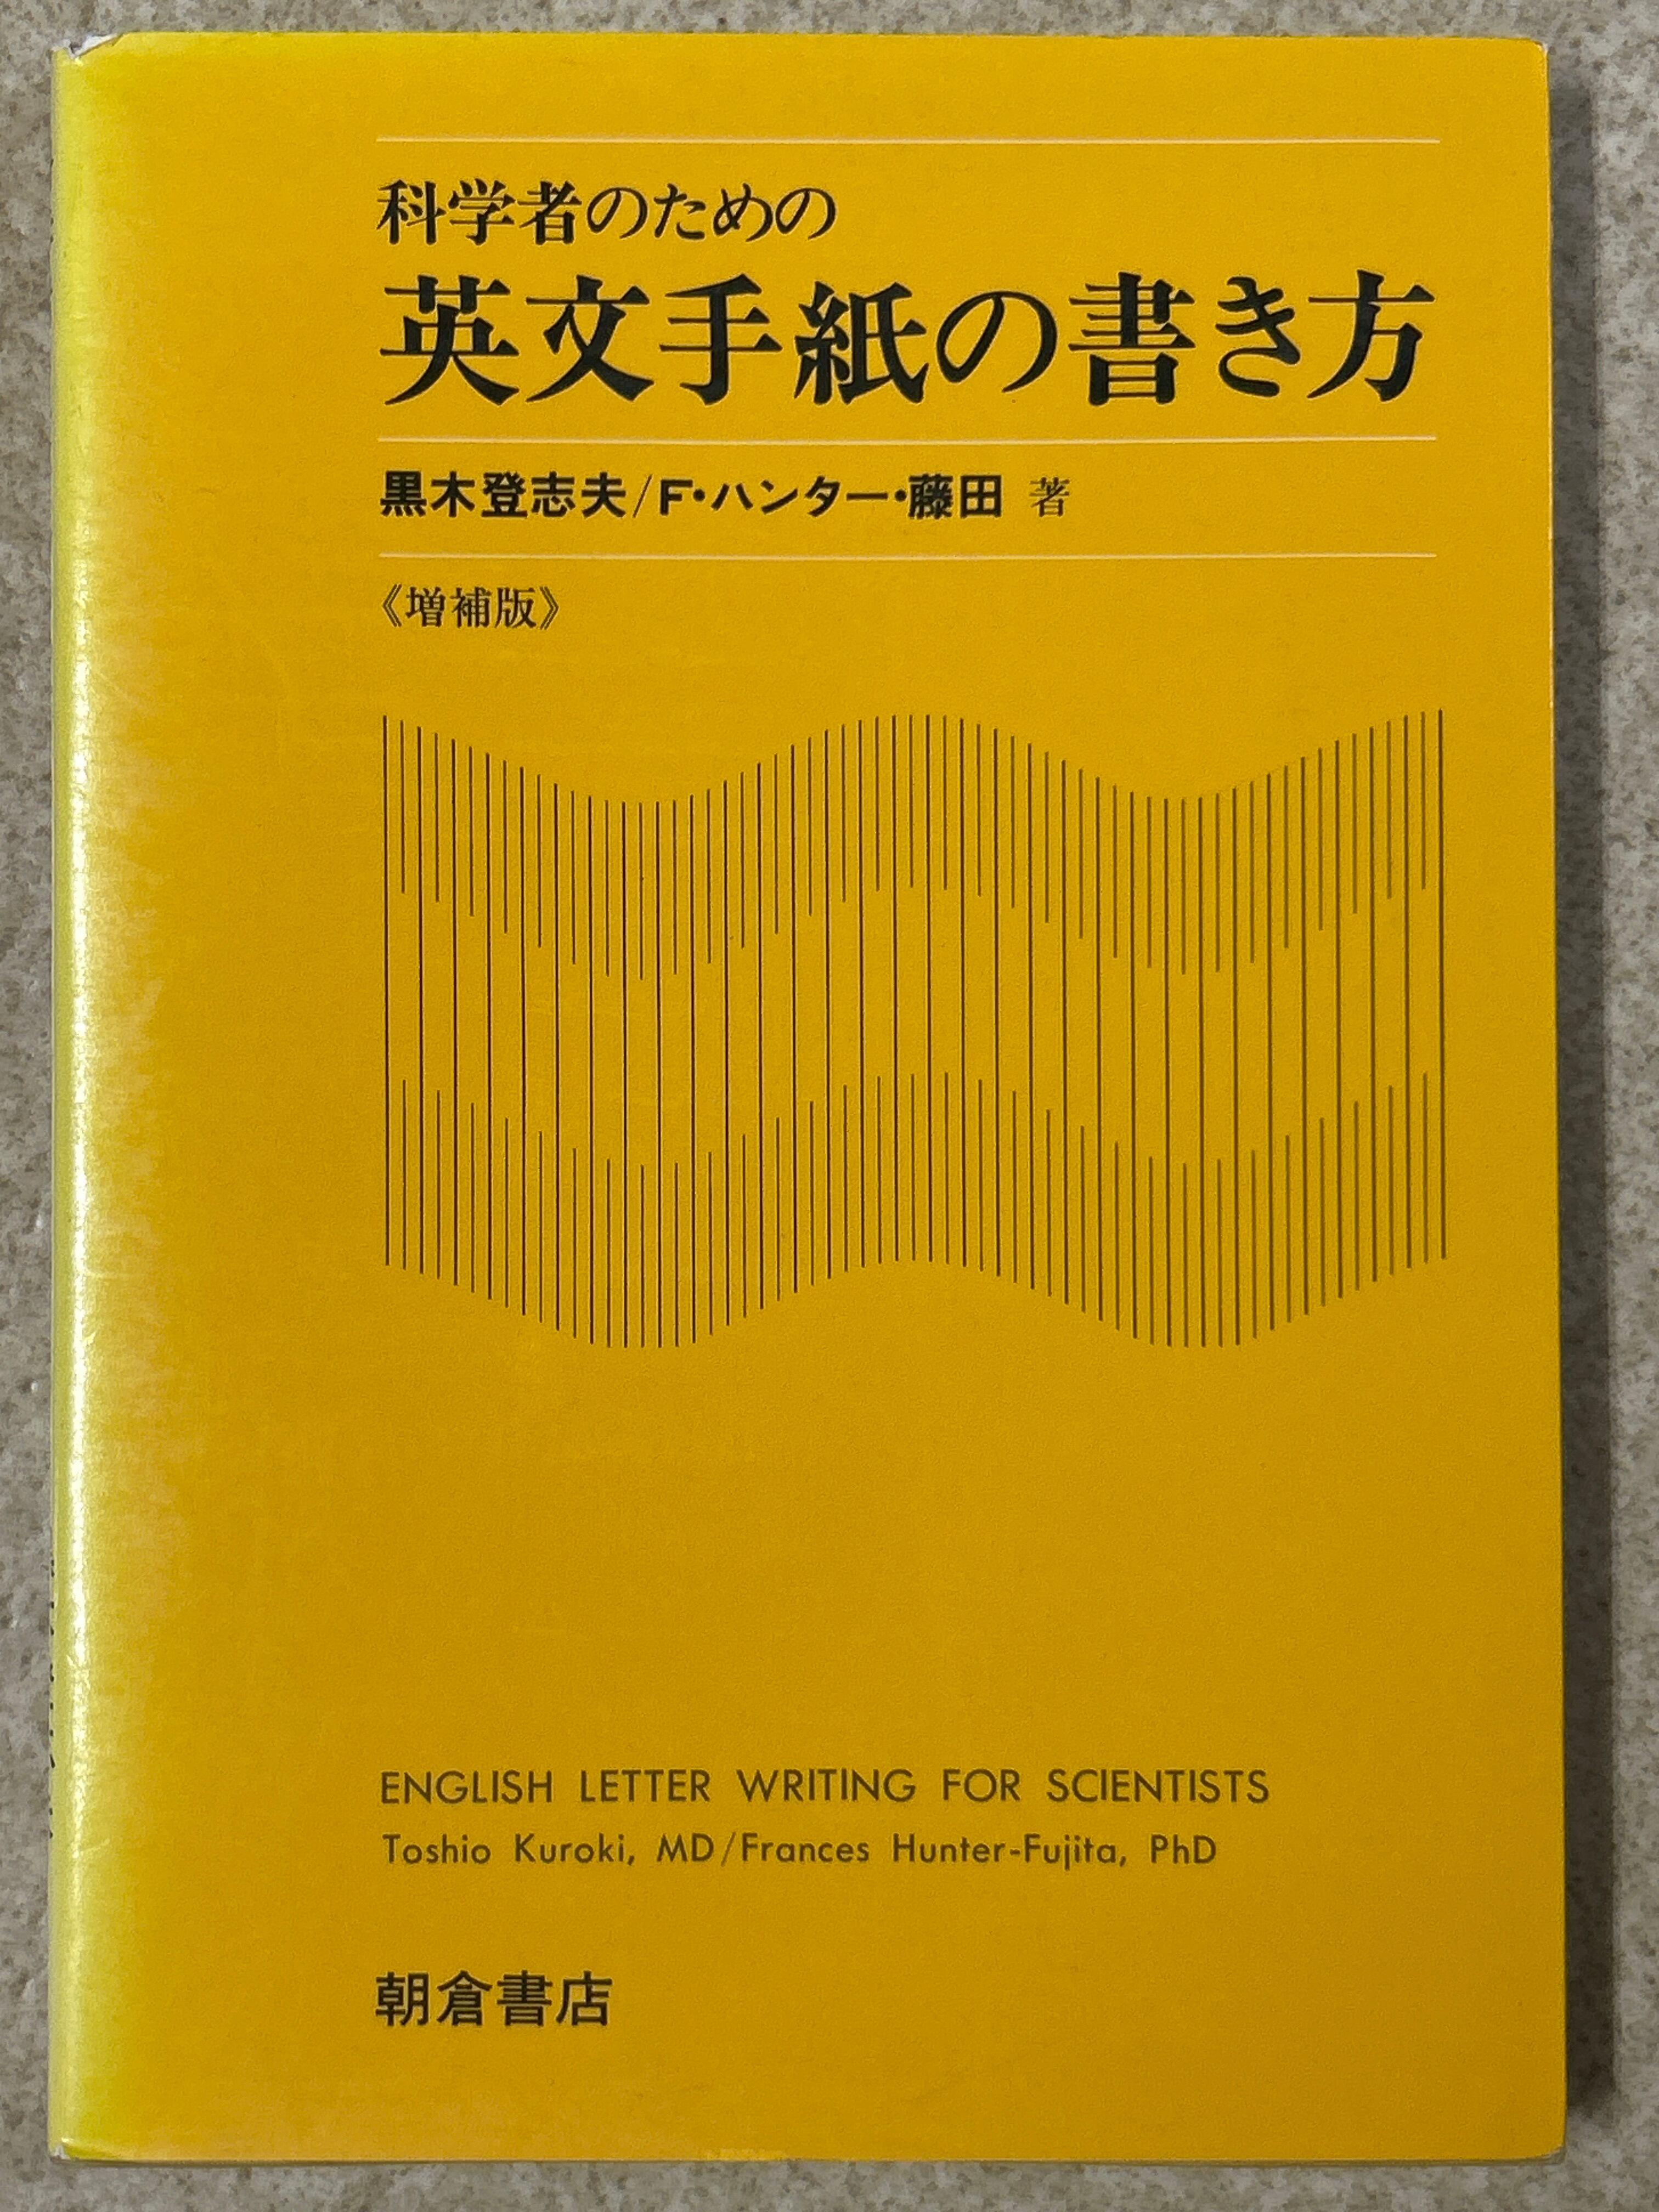 科学者のための
英文手紙の書き方
黒木登志夫/F・ハンター・藤田 著
《増補版》
ENGLISH LETTER WRITING FOR SCIENTISTS
Toshio Kuroki, MD/Frances Hunter-Fujita, PhD
朝倉書店